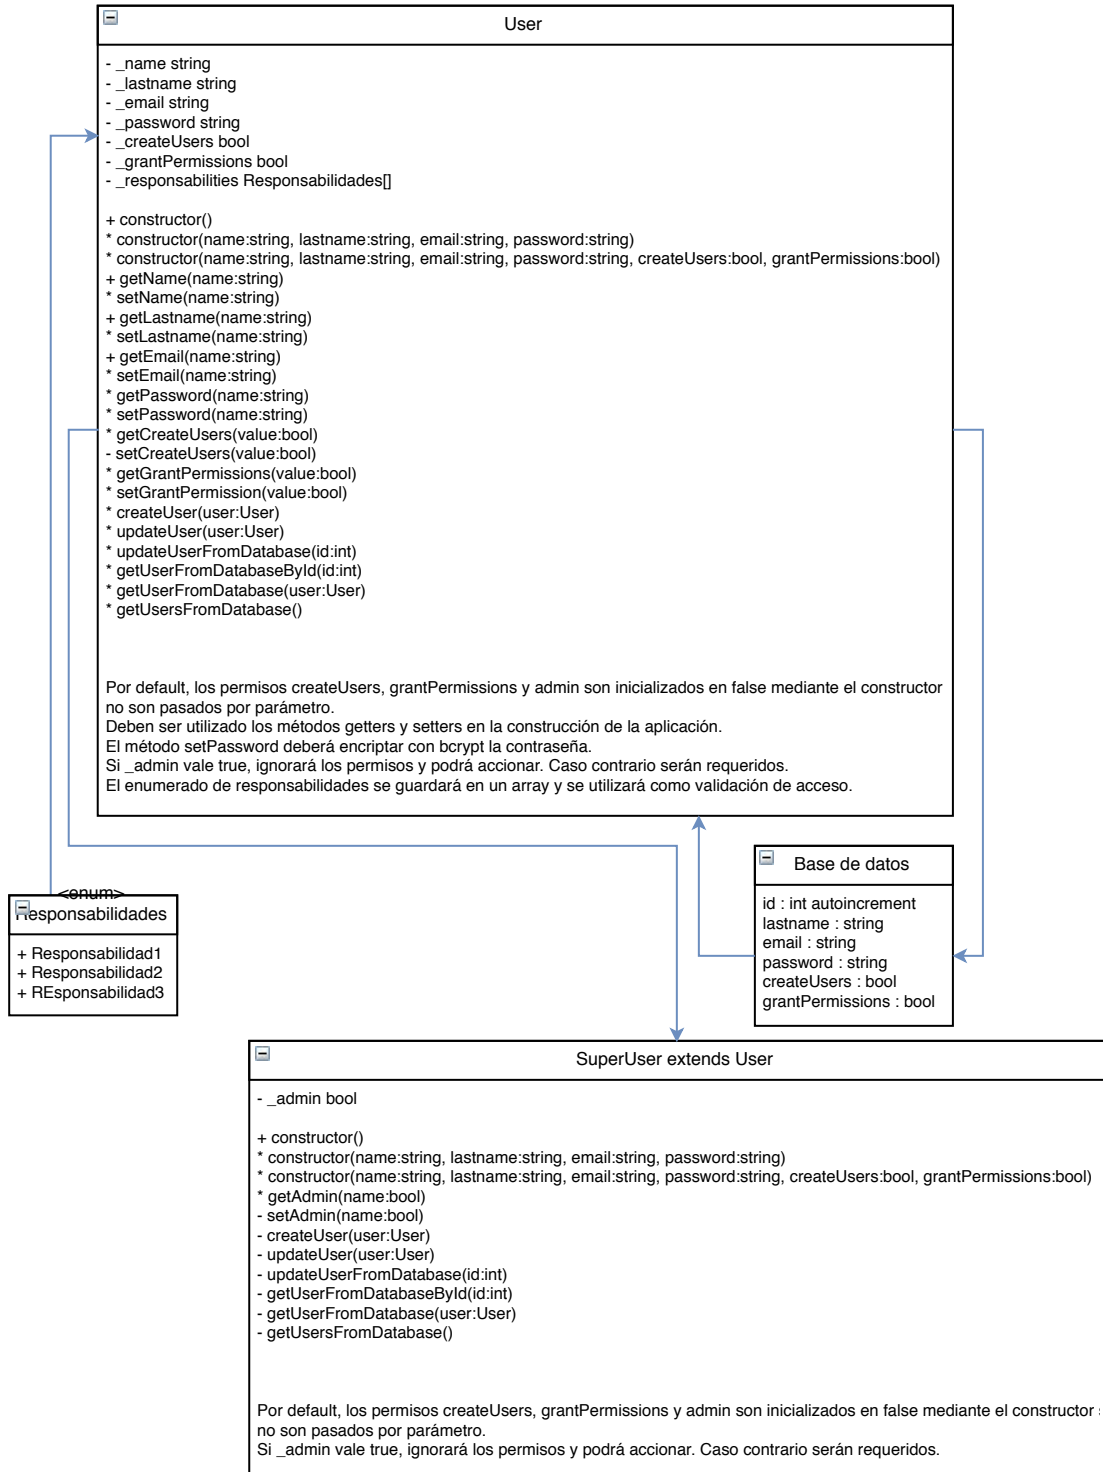 User
- _name string
- _lastname string
- _email string
- _password string
- _createUsers bool
- _grantPermissions bool
- _responsabilities Responsabilidades[]
+ constructor()
* constructor(name:string, lastname:string, email:string, password:string)
* constructor(name:string, lastname:string, email:string, password:string, createUsers:bool, grantPermissions:bool)
+ getName(name:string)
* setName(name:string)
+ getLastname(name:string)
* setLastname(name:string)
+ getEmail(name:string)
* setEmail(name:string)
* getPassword(name:string)
* setPassword(name:string)
* getCreateUsers(value:bool)
- setCreateUsers(value:bool)
* getGrantPermissions(value:bool)
* setGrantPermission(value:bool)
* createUser(user:User)
* updateUser(user:User)
* updateUserFromDatabase(id:int)
* getUserFromDatabaseById(id:int)
* getUserFromDatabase(user:User)
* getUsersFromDatabase()
Por default, los permisos createUsers, grantPermissions y admin son inicializados en false mediante el constructor
no son pasados por parámetro.
Deben ser utilizado los métodos getters y setters en la construcción de la aplicación.
El método setPassword deberá encriptar con bcrypt la contraseña.
Si _admin vale true, ignorará los permisos y podrá accionar. Caso contrario serán requeridos.
El enumerado de responsabilidades se guardará en un array y se utilizará como validación de acceso.
<enum>
Responsabilidades
+ Responsabilidad1
+ Responsabilidad2
+ REsponsabilidad3
Base de datos
id : int autoincrement
lastname : string
email : string
password : string
createUsers : bool
grantPermissions : bool
SuperUser extends User
- _admin bool
+ constructor()
* constructor(name:string, lastname:string, email:string, password:string)
* constructor(name:string, lastname:string, email:string, password:string, createUsers:bool, grantPermissions:bool)
* getAdmin(name:bool)
- setAdmin(name:bool)
- createUser(user:User)
- updateUser(user:User)
- updateUserFromDatabase(id:int)
- getUserFromDatabaseById(id:int)
- getUserFromDatabase(user:User)
- getUsersFromDatabase()
Por default, los permisos createUsers, grantPermissions y admin son inicializados en false mediante el constructor
no son pasados por parámetro.
Si _admin vale true, ignorará los permisos y podrá accionar. Caso contrario serán requeridos.